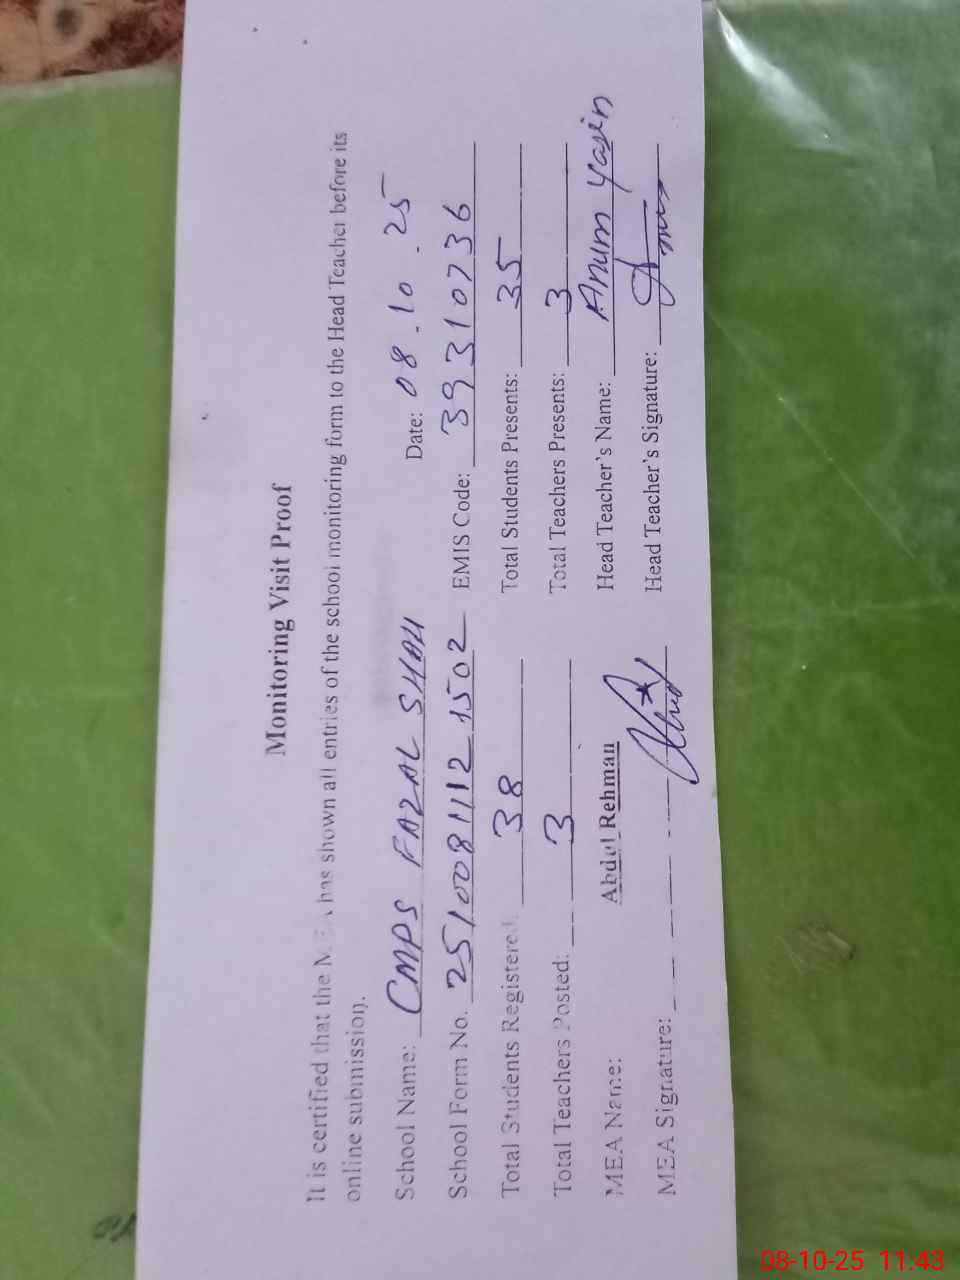 Monitoring Visit Proof
It is certified that the MEA has shown all entries of the school monitoring form to the Head Teacher before its
online submission.
School Name: CMPS FAZAL SHAH Date: 08.10.25
School Form No. 2510081112 1502 EMIS Code: 39310736
Total Students Registered: 38 Total Students Presents: 35
Total Teachers Posted: 3 Total Teachers Presents: 3
MEA Name: Abdul Rehman Head Teacher's Name: Anum Yasin
MEA Signature: Head Teacher's Signature:
08-10-25 11:43